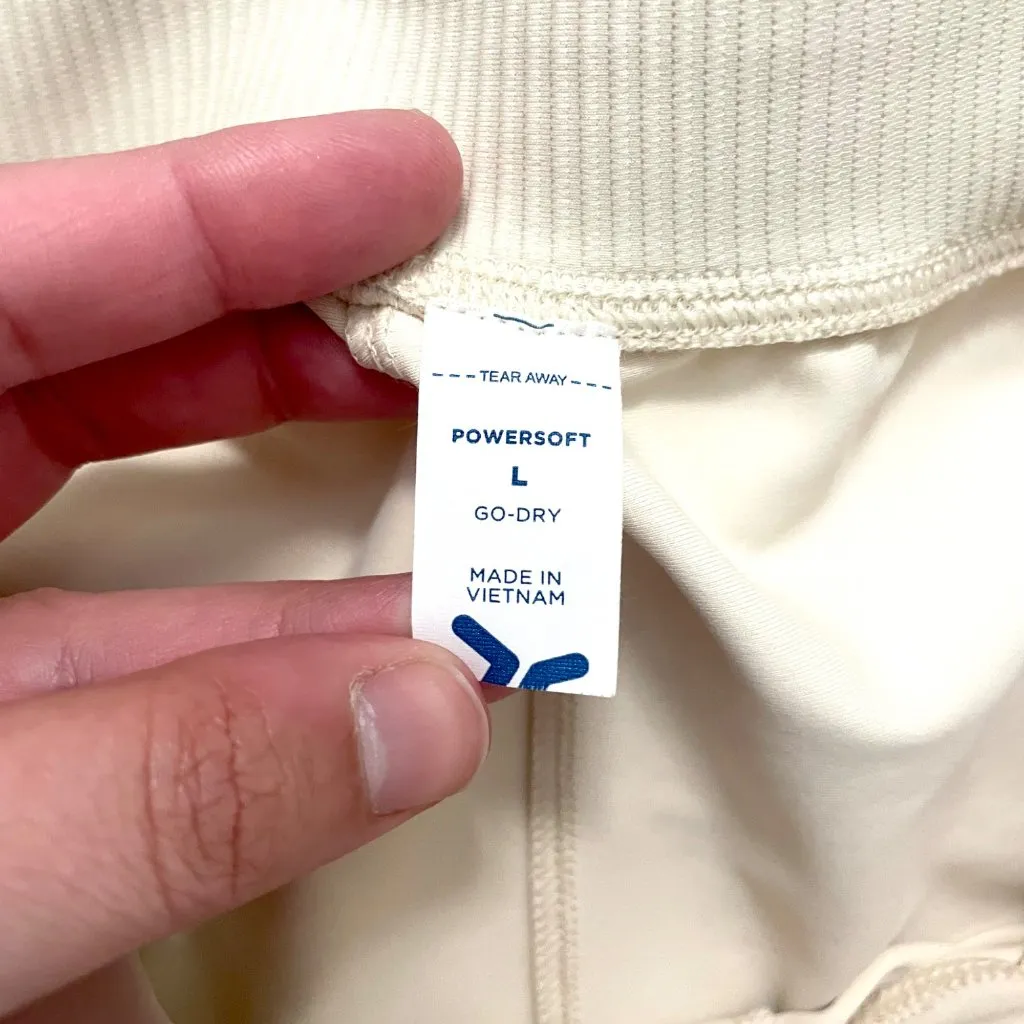 ---TEAR AWAY---
POWERSOFT
L
GO-DRY
MADE IN
VIETNAM